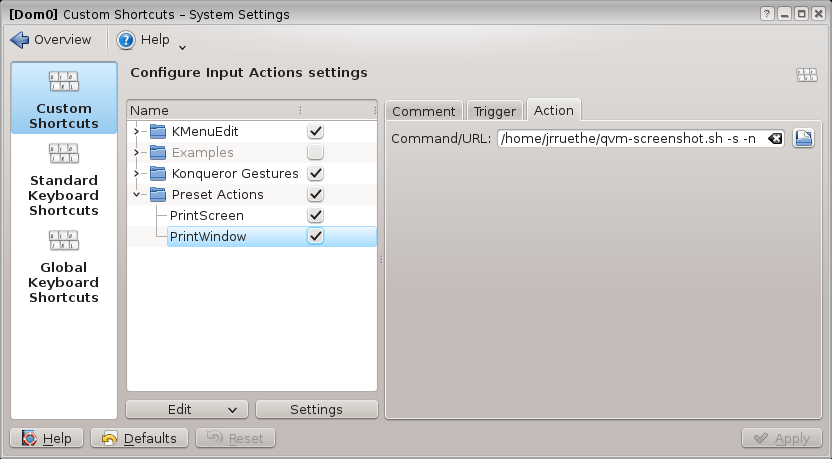 [Dom0] Custom Shortcuts – System Settings
Overview
Help
Custom
Shortcuts
Standard
Keyboard
Shortcuts
Global
Keyboard
Shortcuts
Configure Input Actions settings
Name
KMenuEdit
Examples
Konqueror Gestures
Preset Actions
PrintScreen
PrintWindow
Edit
Settings
Comment
Trigger
Action
Command/URL: /home/jrruethe/qvm-screenshot.sh -s -n
Help
Defaults
Reset
Apply